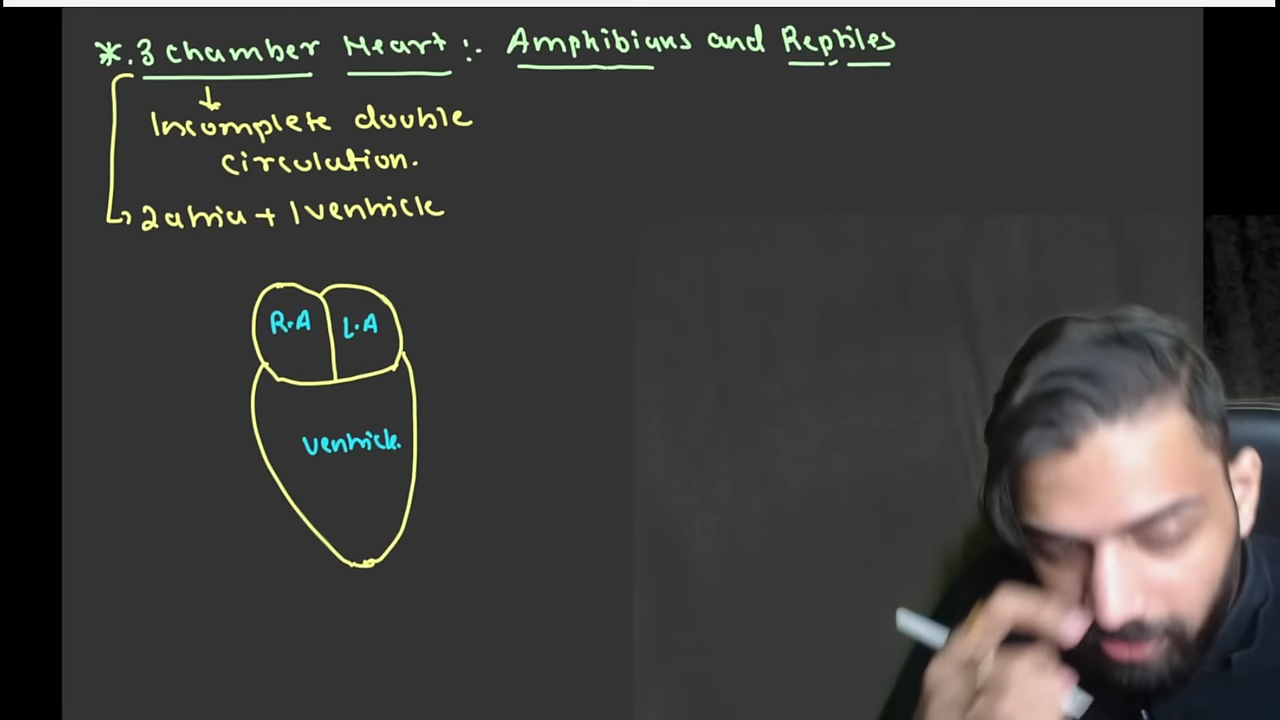 *. 3 chamber Heart :- Amphibians and Reptiles
Incomplete double
circulation.
2 atria + 1 ventricle
R.A L.A
ventricle.